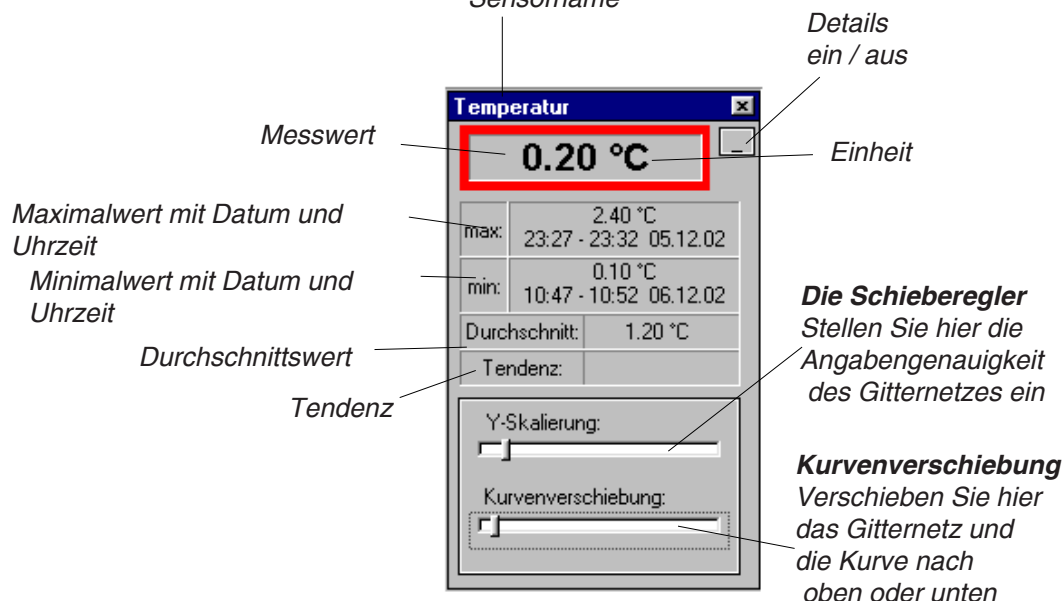 Sensorname
Details
ein / aus
Temperatur
Messwert
0.20 °C
_
Einheit
Maximalwert mit Datum und
Uhrzeit
max:
2.40 °C
23:27 - 23:32 05.12.02
Minimalwert mit Datum und
Uhrzeit
min:
0.10 °C
10:47 - 10:52 06.12.02
Durchschnittswert
Durchschnitt:
1.20 °C
Tendenz
Tendenz:
Die Schieberegler
Stellen Sie hier die
Angabengenauigkeit
des Gitternetzes ein
Y-Skalierung:
Kurvenverschiebung:
Kurvenverschiebung
Verschieben Sie hier
das Gitternetz und
die Kurve nach
oben oder unten